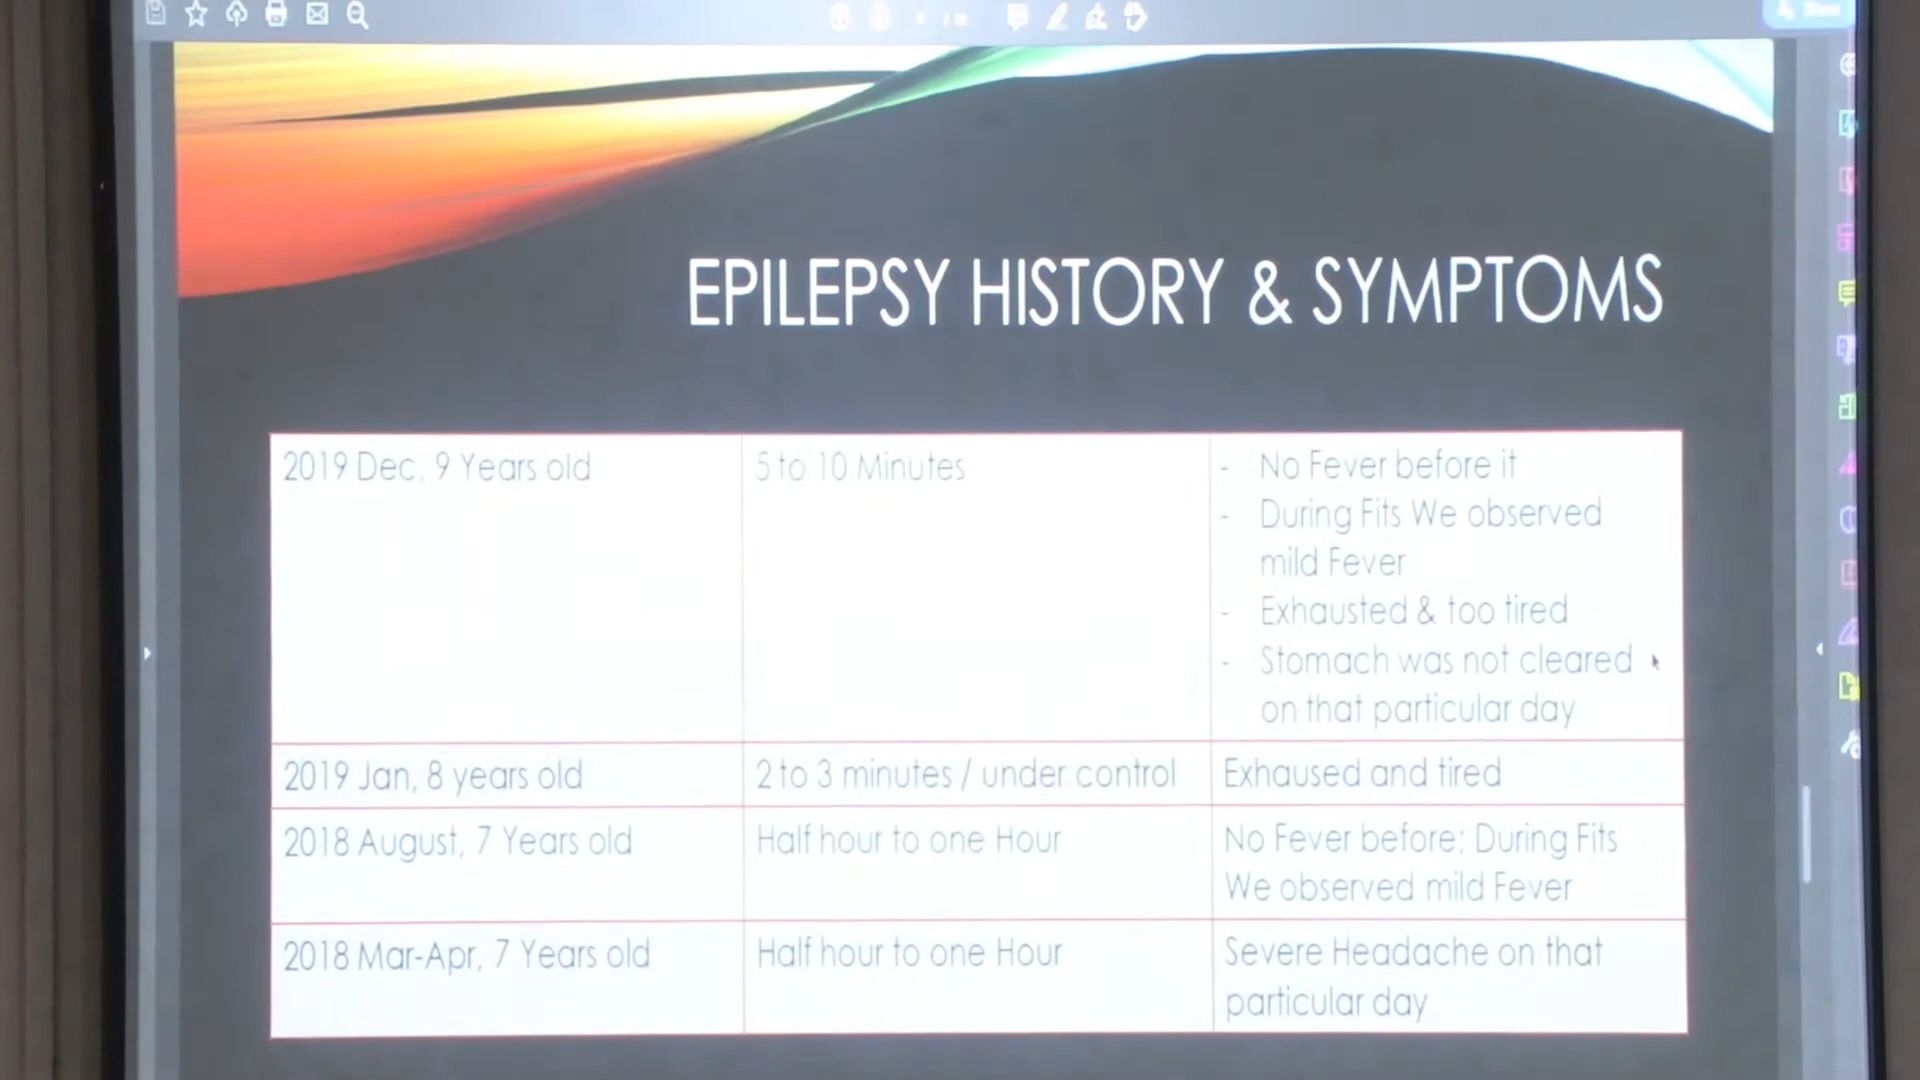 EPILEPSY HISTORY & SYMPTOMS
2019 Dec, 9 Years old
5 to 10 Minutes
- No Fever before it
- During Fits We observed
mild Fever
- Exhausted & too tired
- Stomach was not cleared
on that particular day
2019 Jan, 8 years old
2 to 3 minutes / under control
Exhaused and tired
2018 August, 7 Years old
Half hour to one Hour
No Fever before; During Fits
We observed mild Fever
2018 Mar-Apr, 7 Years old
Half hour to one Hour
Severe Headache on that
particular day